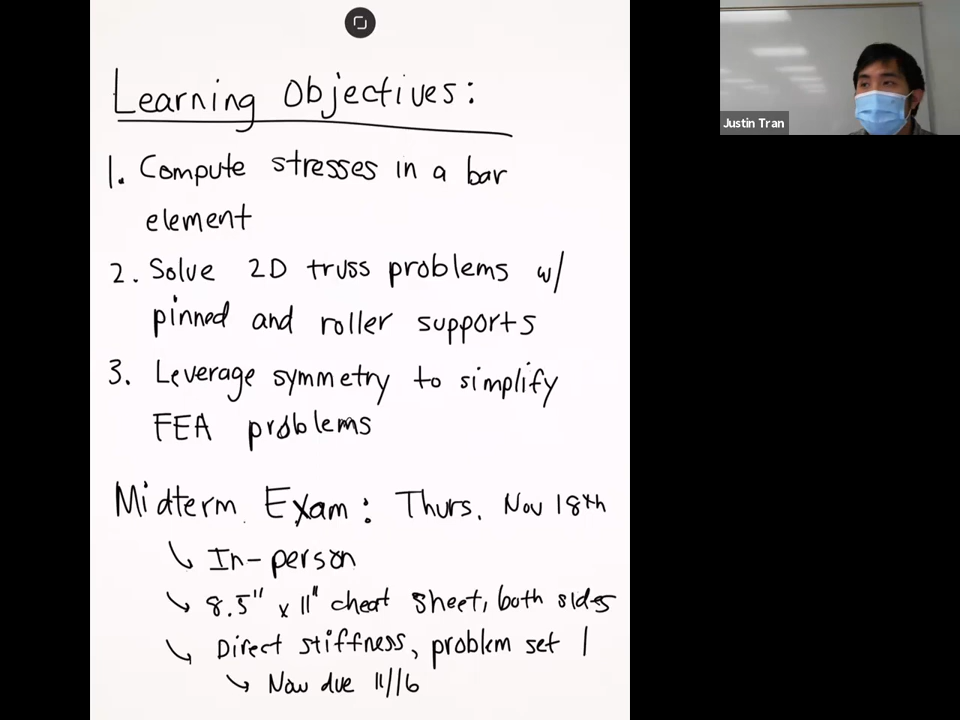 Learning Objectives:
1. Compute stresses in a bar
element
2. Solve 2D truss problems w/
pinned and roller supports
3. Leverage symmetry to simplify
FEA problems
Midterm Exam: Thurs. Nov 18th
In-person
8.5" x 11" cheat sheet, both sides
Direct stiffness, problem set 1
Now due 11/16
Justin Tran